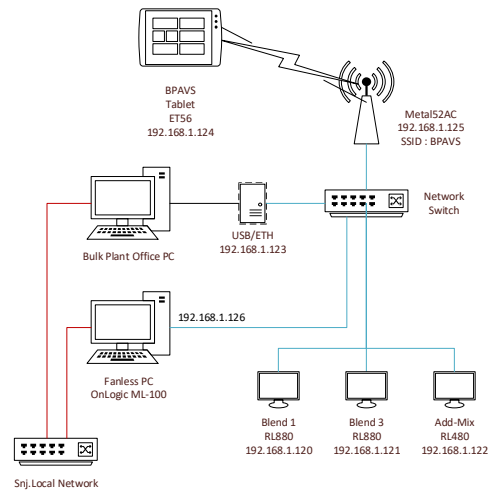 BPAVS
Tablet
ET56
192.168.1.124
Metal52AC
192.168.1.125
SSID : BPAVS
Network
Switch
USB/ETH
192.168.1.123
Bulk Plant Office PC
192.168.1.126
Fanless PC
OnLogic ML-100
Blend 1
RL880
192.168.1.120
Blend 3
RL880
192.168.1.121
Add-Mix
RL480
192.168.1.122
Snj.Local Network